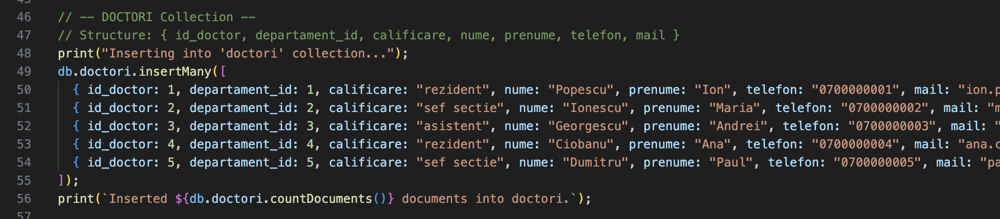 46 // -- DOCTORI Collection --
47 // Structure: { id_doctor, departament_id, calificare, nume, prenume, telefon, mail }
48 print("Inserting into 'doctori' collection...");
49 db.doctori.insertMany([
50 { id_doctor: 1, departament_id: 1, calificare: "rezident", nume: "Popescu", prenume: "Ion", telefon: "0700000001", mail: "ion.p
51 { id_doctor: 2, departament_id: 2, calificare: "sef sectie", nume: "Ionescu", prenume: "Maria", telefon: "0700000002", mail: "m
52 { id_doctor: 3, departament_id: 3, calificare: "asistent", nume: "Georgescu", prenume: "Andrei", telefon: "0700000003", mail: "
53 { id_doctor: 4, departament_id: 4, calificare: "rezident", nume: "Ciobanu", prenume: "Ana", telefon: "0700000004", mail: "ana.c
54 { id_doctor: 5, departament_id: 5, calificare: "sef sectie", nume: "Dumitru", prenume: "Paul", telefon: "0700000005", mail: "pa
55 ]);
56 print(`Inserted ${db.doctori.countDocuments()} documents into doctori.`);
57